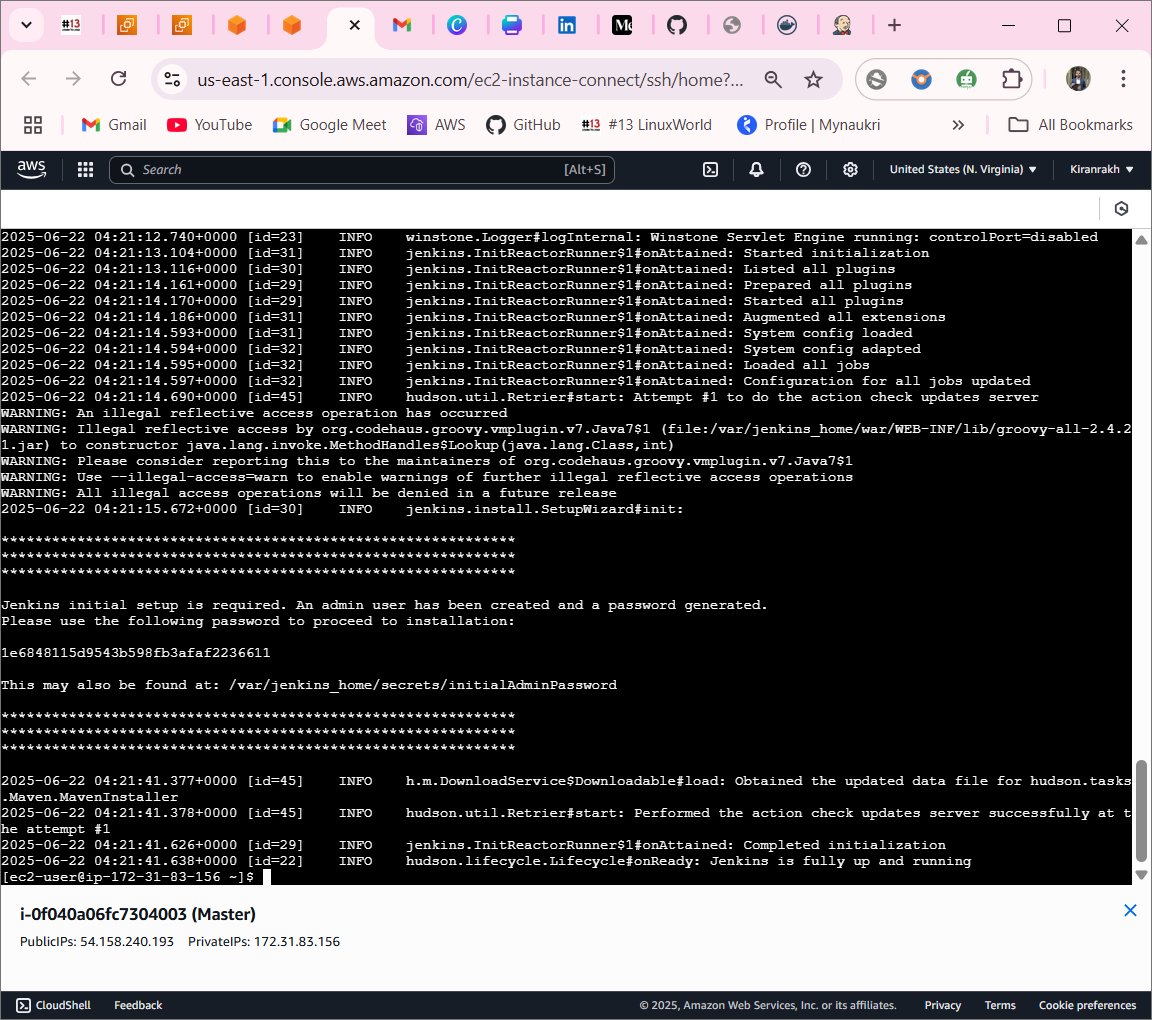 #13
M
us-east-1.console.aws.amazon.com/ec2-instance-connect/ssh/home?...
Gmail YouTube Google Meet AWS GitHub #13 #13 LinuxWorld Profile | Mynaukri » All Bookmarks
aws Search [Alt+S] United States (N. Virginia) Kiranrakh
2025-06-22 04:21:12.740+0000 [id=23] INFO winstone.Logger#logInternal: Winstone Servlet Engine running: controlPort=disabled
2025-06-22 04:21:13.104+0000 [id=31] INFO jenkins.InitReactorRunner$1#onAttained: Started initialization
2025-06-22 04:21:13.116+0000 [id=30] INFO jenkins.InitReactorRunner$1#onAttained: Listed all plugins
2025-06-22 04:21:14.161+0000 [id=29] INFO jenkins.InitReactorRunner$1#onAttained: Prepared all plugins
2025-06-22 04:21:14.170+0000 [id=29] INFO jenkins.InitReactorRunner$1#onAttained: Started all plugins
2025-06-22 04:21:14.186+0000 [id=31] INFO jenkins.InitReactorRunner$1#onAttained: Augmented all extensions
2025-06-22 04:21:14.593+0000 [id=31] INFO jenkins.InitReactorRunner$1#onAttained: System config loaded
2025-06-22 04:21:14.594+0000 [id=32] INFO jenkins.InitReactorRunner$1#onAttained: System config adapted
2025-06-22 04:21:14.595+0000 [id=32] INFO jenkins.InitReactorRunner$1#onAttained: Loaded all jobs
2025-06-22 04:21:14.597+0000 [id=32] INFO jenkins.InitReactorRunner$1#onAttained: Configuration for all jobs updated
2025-06-22 04:21:14.690+0000 [id=45] INFO hudson.util.Retrier#start: Attempt #1 to do the action check updates server
WARNING: An illegal reflective access operation has occurred
WARNING: Illegal reflective access by org.codehaus.groovy.vmplugin.v7.Java7$1 (file:/var/jenkins_home/war/WEB-INF/lib/groovy-all-2.4.2
1.jar) to constructor java.lang.invoke.MethodHandles$Lookup(java.lang.Class,int)
WARNING: Please consider reporting this to the maintainers of org.codehaus.groovy.vmplugin.v7.Java7$1
WARNING: Use --illegal-access=warn to enable warnings of further illegal reflective access operations
WARNING: All illegal access operations will be denied in a future release
2025-06-22 04:21:15.672+0000 [id=30] INFO jenkins.install.SetupWizard#init:
*************************************************************
*************************************************************
*************************************************************
Jenkins initial setup is required. An admin user has been created and a password generated.
Please use the following password to proceed to installation:
1e6848115d9543b598fb3afaf2236611
This may also be found at: /var/jenkins_home/secrets/initialAdminPassword
*************************************************************
*************************************************************
*************************************************************
2025-06-22 04:21:41.377+0000 [id=45] INFO h.m.DownloadService$Downloadable#load: Obtained the updated data file for hudson.tasks
.Maven.MavenInstaller
2025-06-22 04:21:41.378+0000 [id=45] INFO hudson.util.Retrier#start: Performed the action check updates server successfully at t
he attempt #1
2025-06-22 04:21:41.626+0000 [id=29] INFO jenkins.InitReactorRunner$1#onAttained: Completed initialization
2025-06-22 04:21:41.638+0000 [id=22] INFO hudson.lifecycle.Lifecycle#onReady: Jenkins is fully up and running
[ec2-user@ip-172-31-83-156 ~]$
i-0f040a06fc7304003 (Master)
PublicIPs: 54.158.240.193 PrivateIPs: 172.31.83.156
CloudShell Feedback © 2025, Amazon Web Services, Inc. or its affiliates. Privacy Terms Cookie preferences